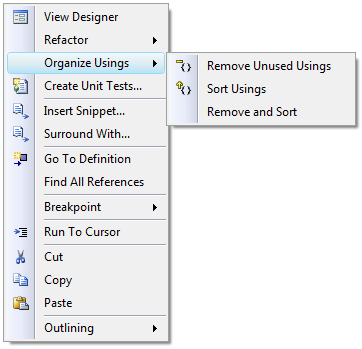 View Designer
Refactor
Organize Usings
Create Unit Tests...
Insert Snippet...
Surround With...
Go To Definition
Find All References
Breakpoint
Run To Cursor
Cut
Copy
Paste
Outlining
Remove Unused Usings
Sort Usings
Remove and Sort